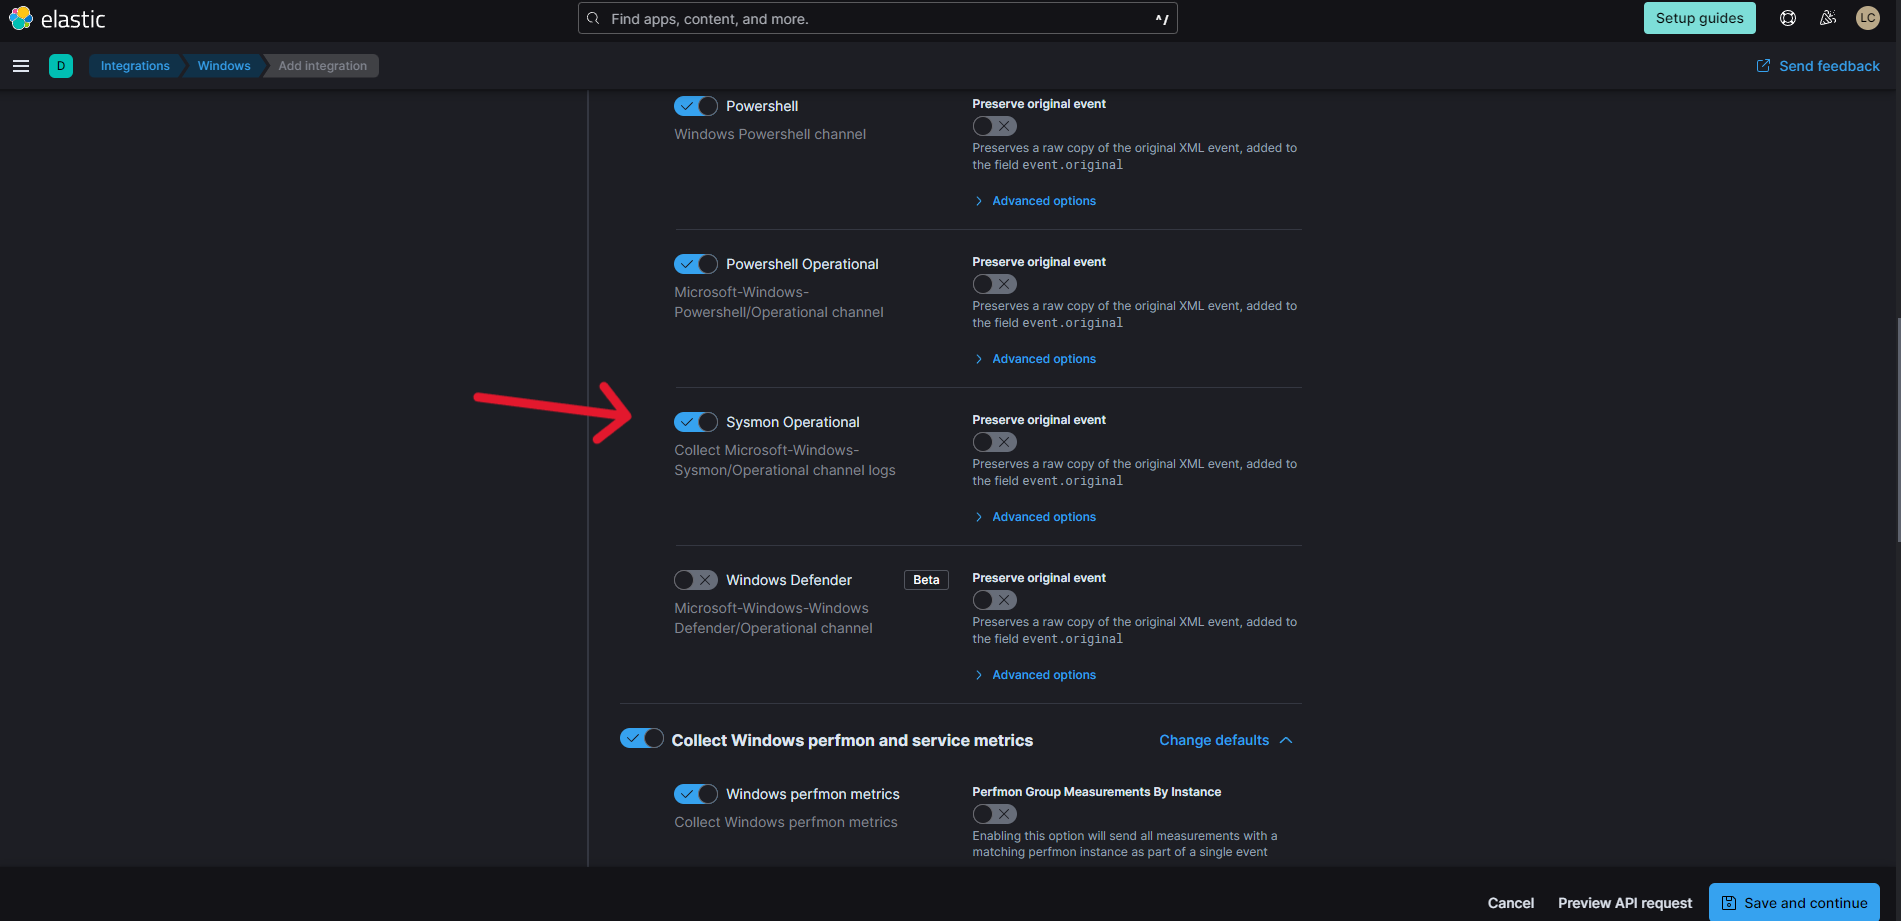 elastic
Find apps, content, and more.
^/
Setup guides
LC
D
Integrations
Windows
Add integration
Send feedback
Powershell
Windows Powershell channel
Preserve original event
Preserves a raw copy of the original XML event, added to
the field event.original
Advanced options
Powershell Operational
Microsoft-Windows-
Powershell/Operational channel
Preserve original event
Preserves a raw copy of the original XML event, added to
the field event.original
Advanced options
Sysmon Operational
Collect Microsoft-Windows-
Sysmon/Operational channel logs
Preserve original event
Preserves a raw copy of the original XML event, added to
the field event.original
Advanced options
Windows Defender
Beta
Microsoft-Windows-Windows
Defender/Operational channel
Preserve original event
Preserves a raw copy of the original XML event, added to
the field event.original
Advanced options
Collect Windows perfmon and service metrics
Change defaults
Windows perfmon metrics
Collect Windows perfmon metrics
Perfmon Group Measurements By Instance
Enabling this option will send all measurements with a
matching perfmon instance as part of a single event
Cancel
Preview API request
Save and continue